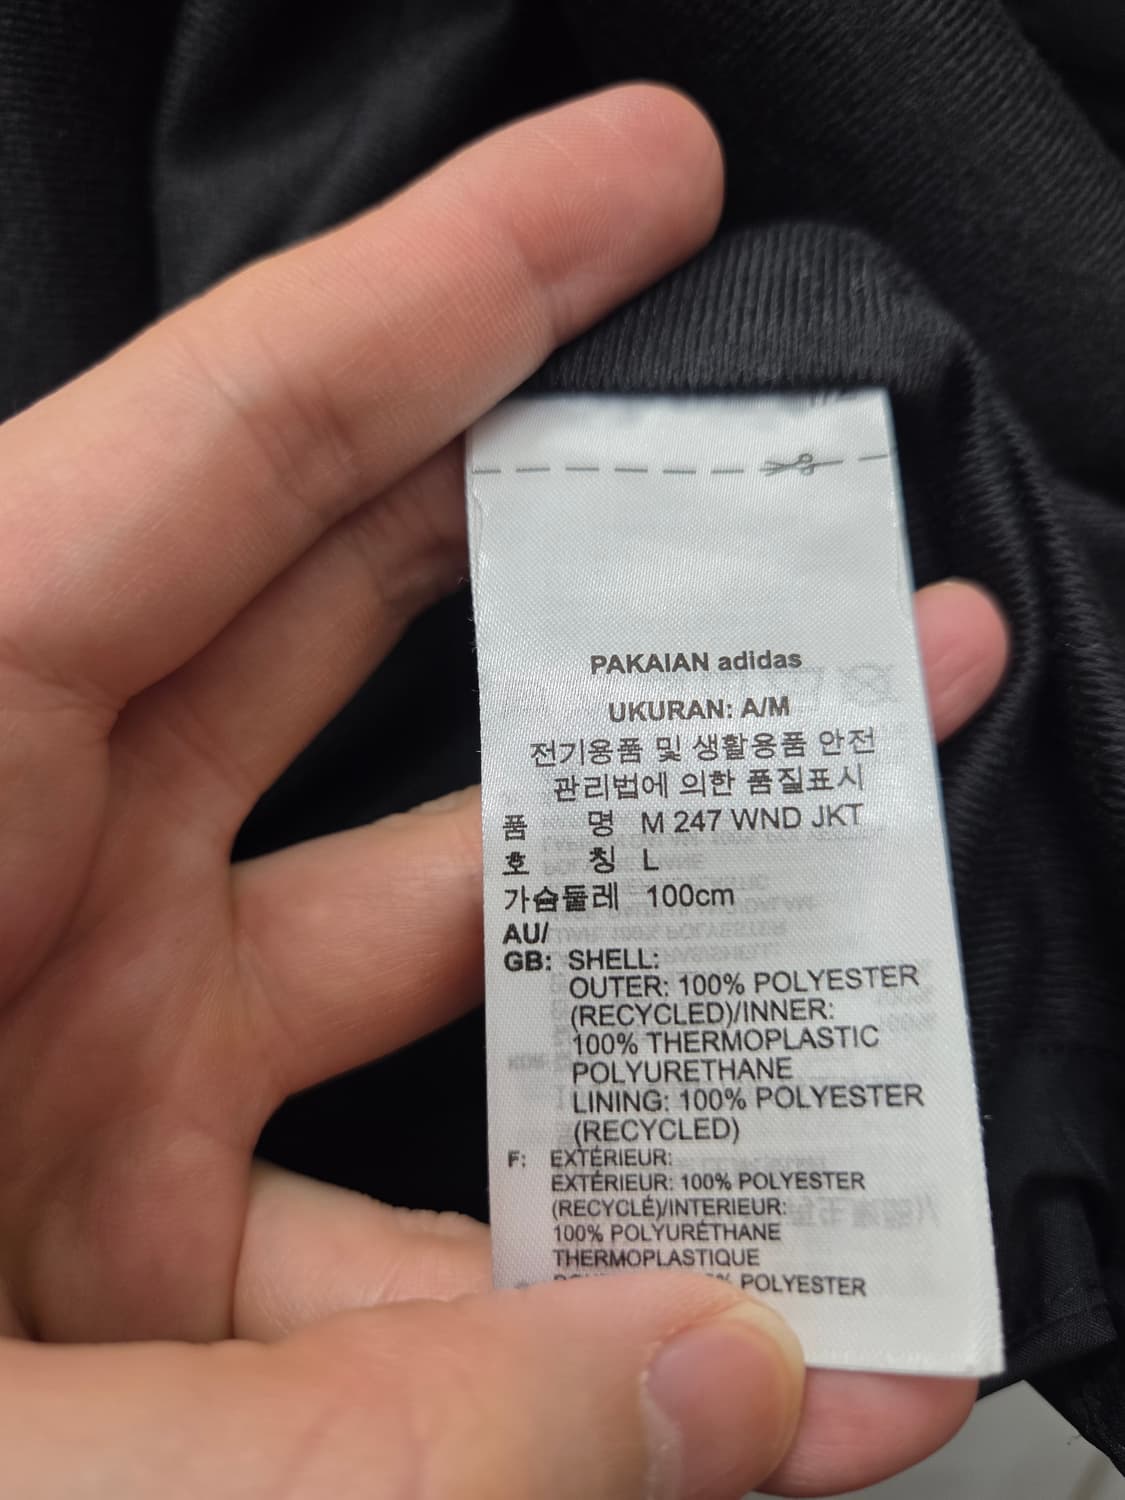 PAKAIAN adidas
UKURAN: A/M
전기용품 및 생활용품 안전
관리법에 의한 품질표시
품 명 M 247 WND JKT
호 칭 L
가슴둘레 100cm
AU/
GB: SHELL:
OUTER: 100% POLYESTER
(RECYCLED)/INNER:
100% THERMOPLASTIC
POLYURETHANE
LINING: 100% POLYESTER
(RECYCLED)
F: EXTÉRIEUR:
EXTÉRIEUR: 100% POLYESTER
(RECYCLÉ)/INTERIEUR:
100% POLYURÉTHANE
THERMOPLASTIQUE
POLYESTER